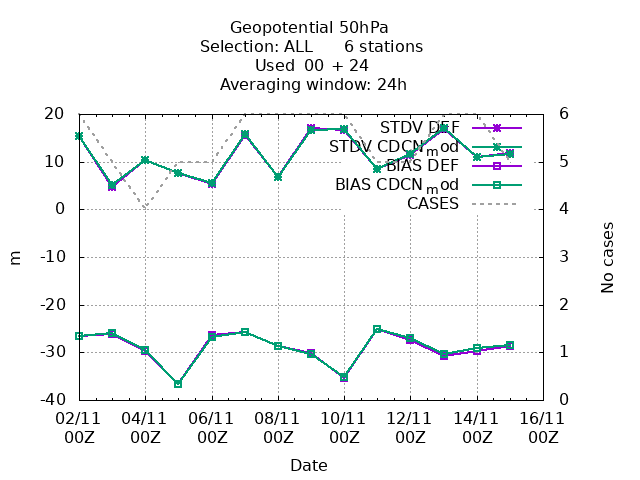 Geopotential 50hPa
Selection: ALL 6 stations
Used 00 + 24
Averaging window: 24h
STDV DEF
STDV CDCN_mod
BIAS DEF
BIAS CDCN_mod
CASES
20
10
0
-10
-20
-30
-40
6
5
4
3
2
1
0
m
No cases
02/11 04/11 06/11 08/11 10/11 12/11 14/11 16/11
00Z 00Z 00Z 00Z 00Z 00Z 00Z 00Z
Date